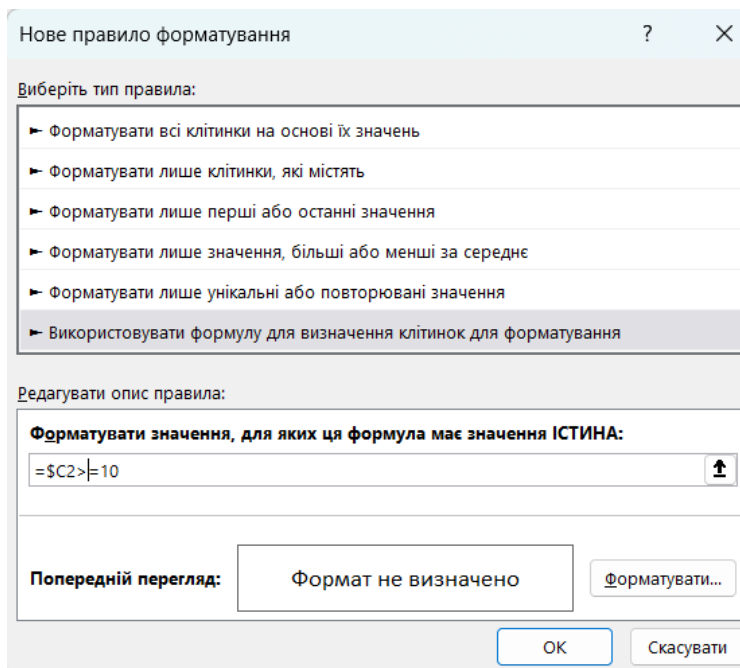 Нове правило форматування ?
Виберіть тип правила:
Форматувати всі клітинки на основі їх значень
Форматувати лише клітинки, які містять
Форматувати лише перші або останні значення
Форматувати лише значення, більші або менші за середнє
Форматувати лише унікальні або повторювані значення
Використовувати формулу для визначення клітинок для форматування
Редагувати опис правила:
Форматувати значення, для яких ця формула має значення ІСТИНА:
=$C2>=10
Попередній перегляд: Формат не визначено Форматувати...
ОК Скасувати